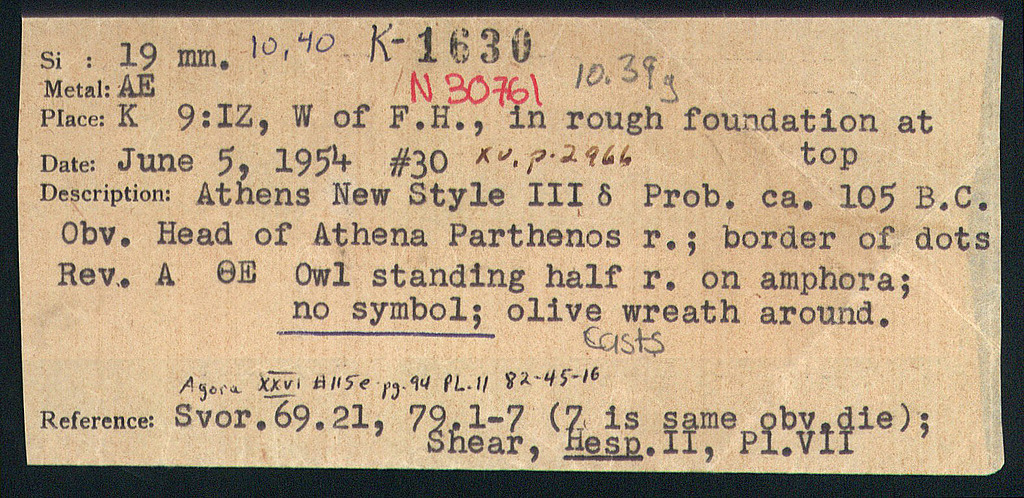 Si : 19 mm. 10,40 K-1630
Metal: AE N 30761 10.39g
Place: K 9:IZ, W of F.H., in rough foundation at
top
Date: June 5, 1954 #30 XV, p.2966
Description: Athens New Style III δ Prob. ca. 105 B.C.
Obv. Head of Athena Parthenos r.; border of dots
Rev. A ΘE Owl standing half r. on amphora;
no symbol; olive wreath around.
Casts
Agora XXVI #115e pg.94 PL.11 82-45-16
Reference: Svor.69.21, 79.1-7 (7 is same obv.die);
Shear, Hesp.II, Pl.VII